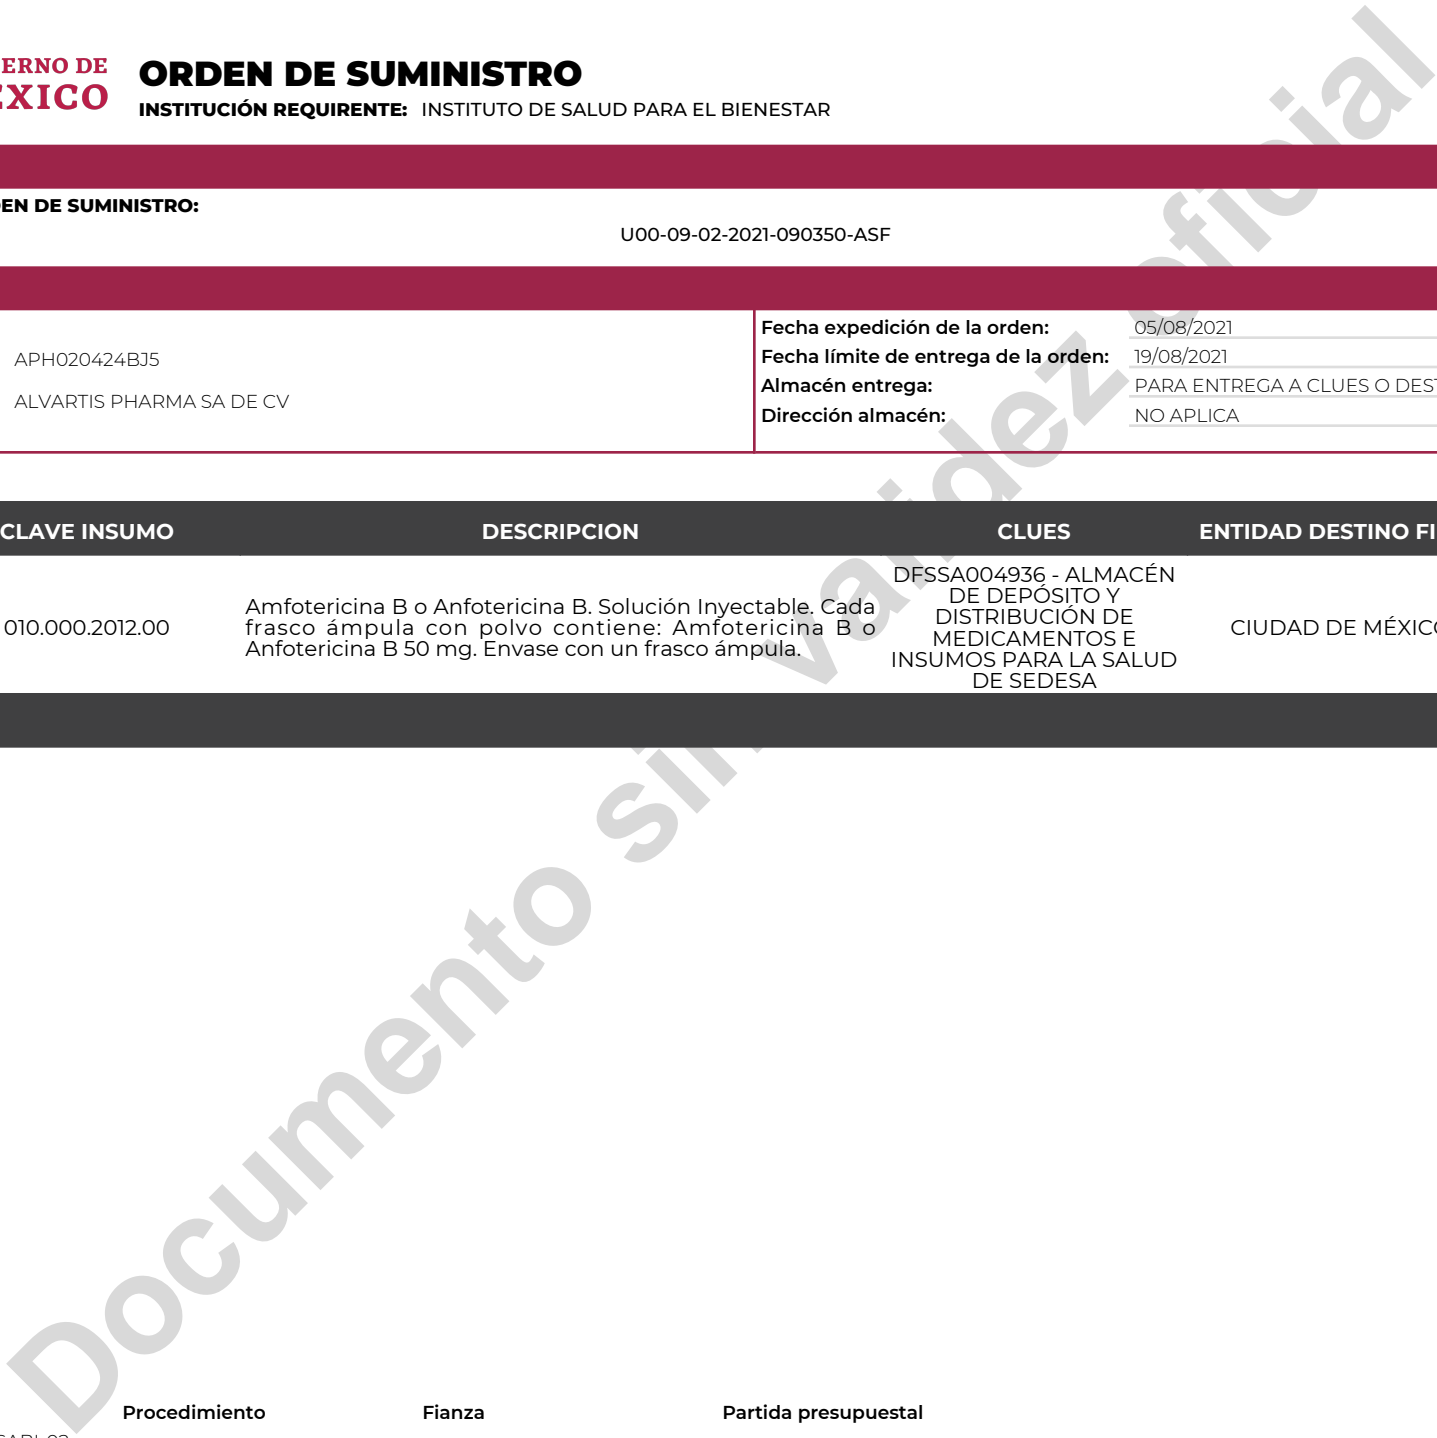 ERNO DE
ÉXICO
ORDEN DE SUMINISTRO
INSTITUCIÓN REQUIRENTE: INSTITUTO DE SALUD PARA EL BIENESTAR
EN DE SUMINISTRO:
U00-09-02-2021-090350-ASF
APH020424BJ5
ALVARTIS PHARMA SA DE CV
Fecha expedición de la orden: 05/08/2021
Fecha límite de entrega de la orden: 19/08/2021
Almacén entrega: PARA ENTREGA A CLUES O DEST
Dirección almacén: NO APLICA
CLAVE INSUMO DESCRIPCION CLUES ENTIDAD DESTINO FI
010.000.2012.00
Amfotericina B o Anfotericina B. Solución Inyectable. Cada
frasco ámpula con polvo contiene: Amfotericina B o
Anfotericina B 50 mg. Envase con un frasco ámpula.
DFSSA004936 - ALMACÉN
DE DEPÓSITO Y
DISTRIBUCIÓN DE
MEDICAMENTOS E
INSUMOS PARA LA SALUD
DE SEDESA
CIUDAD DE MÉXICO
Documento sin validez oficial
Procedimiento Fianza Partida presupuestal